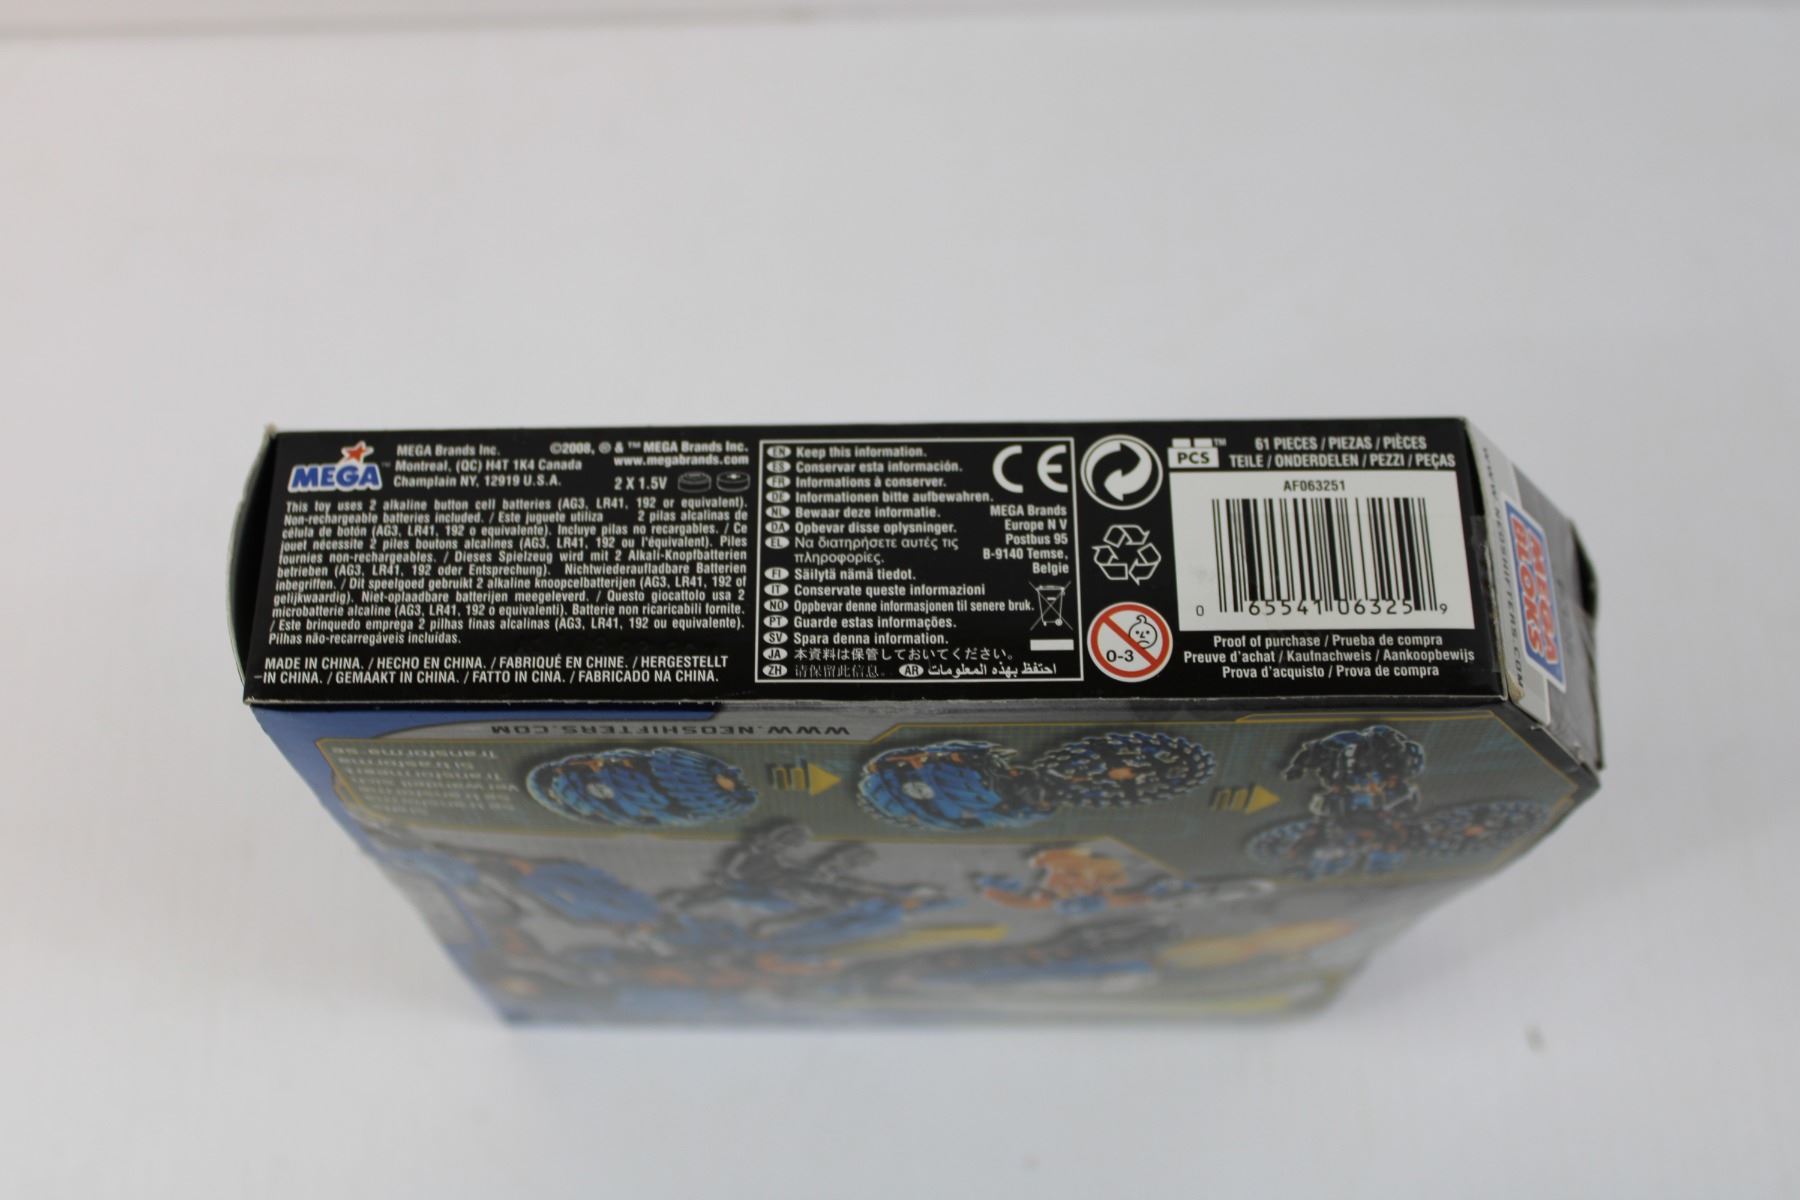 MEGA™
MEGA Brands Inc.
Montreal, (QC) H4T 1K4 Canada
Champlain NY, 12919 U.S.A.
©2008, ® & ™ MEGA Brands Inc.
www.megabrands.com
2 X 1.5V
This toy uses 2 alkaline button cell batteries (AG3, LR41, 192 or equivalent).
Non-rechargeable batteries included. / Este juguete utiliza 2 pilas alcalinas de
célula de botón (AG3, LR41, 192 o equivalente). Incluye pilas no recargables. / Ce
jouet nécessite 2 piles boutons alcalines (AG3, LR41, 192 ou l'équivalent). Piles
fournies non-rechargeables. / Dieses Spielzeug wird mit 2 Alkali-Knopfbatterien
betrieben (AG3, LR41, 192 oder Entsprechung). Nichtwiederaufladbare Batterien
inbegriffen. / Dit speelgoed gebruikt 2 alkaline knoopcelbatterijen (AG3, LR41, 192 of
gelijkwaardig). Niet-oplaadbare batterijen meegeleverd. / Questo giocattolo usa 2
microbatterie alcaline (AG3, LR41, 192 o equivalenti). Batterie non ricaricabili fornite.
/ Este brinquedo emprega 2 pilhas finas alcalinas (AG3, LR41, 192 ou equivalente).
Pilhas não-recarregáveis incluídas.
MADE IN CHINA. / HECHO EN CHINA. / FABRIQUÉ EN CHINE. / HERGESTELLT
IN CHINA. / GEMAAKT IN CHINA. / FATTO IN CINA. / FABRICADO NA CHINA.
EN Keep this information.
ES Conservar esta información.
FR Informations à conserver.
DE Informationen bitte aufbewahren.
NL Bewaar deze informatie.
DA Opbevar disse oplysninger.
EL Να διατηρήσετε αυτές τις
πληροφορίες.
FI Säilytä nämä tiedot.
IT Conservate queste informazioni
NO Oppbevar denne informasjonen til senere bruk.
PT Guarde estas informações.
SV Spara denna information.
JA 本資料は保管しておいてください。
ZH 请保留此信息.
AR احتفظ بهذه المعلومات
CE
MEGA Brands
Europe N V
Postbus 95
B-9140 Temse,
Belgie
0-3
PCS™
61 PIECES / PIEZAS / PIÈCES
TEILE / ONDERDELEN / PEZZI / PEÇAS
AF063251
0 65541 06325 9
Proof of purchase / Prueba de compra
Preuve d'achat / Kaufnachweis / Aankoopbewijs
Prova d'acquisto / Prova de compra
WWW.NEOSHIFTERS.COM
MEGA
BLOKS
WWW.NEOSHIFTERS.COM
Transforma-se
Si trasforma
Transformeert